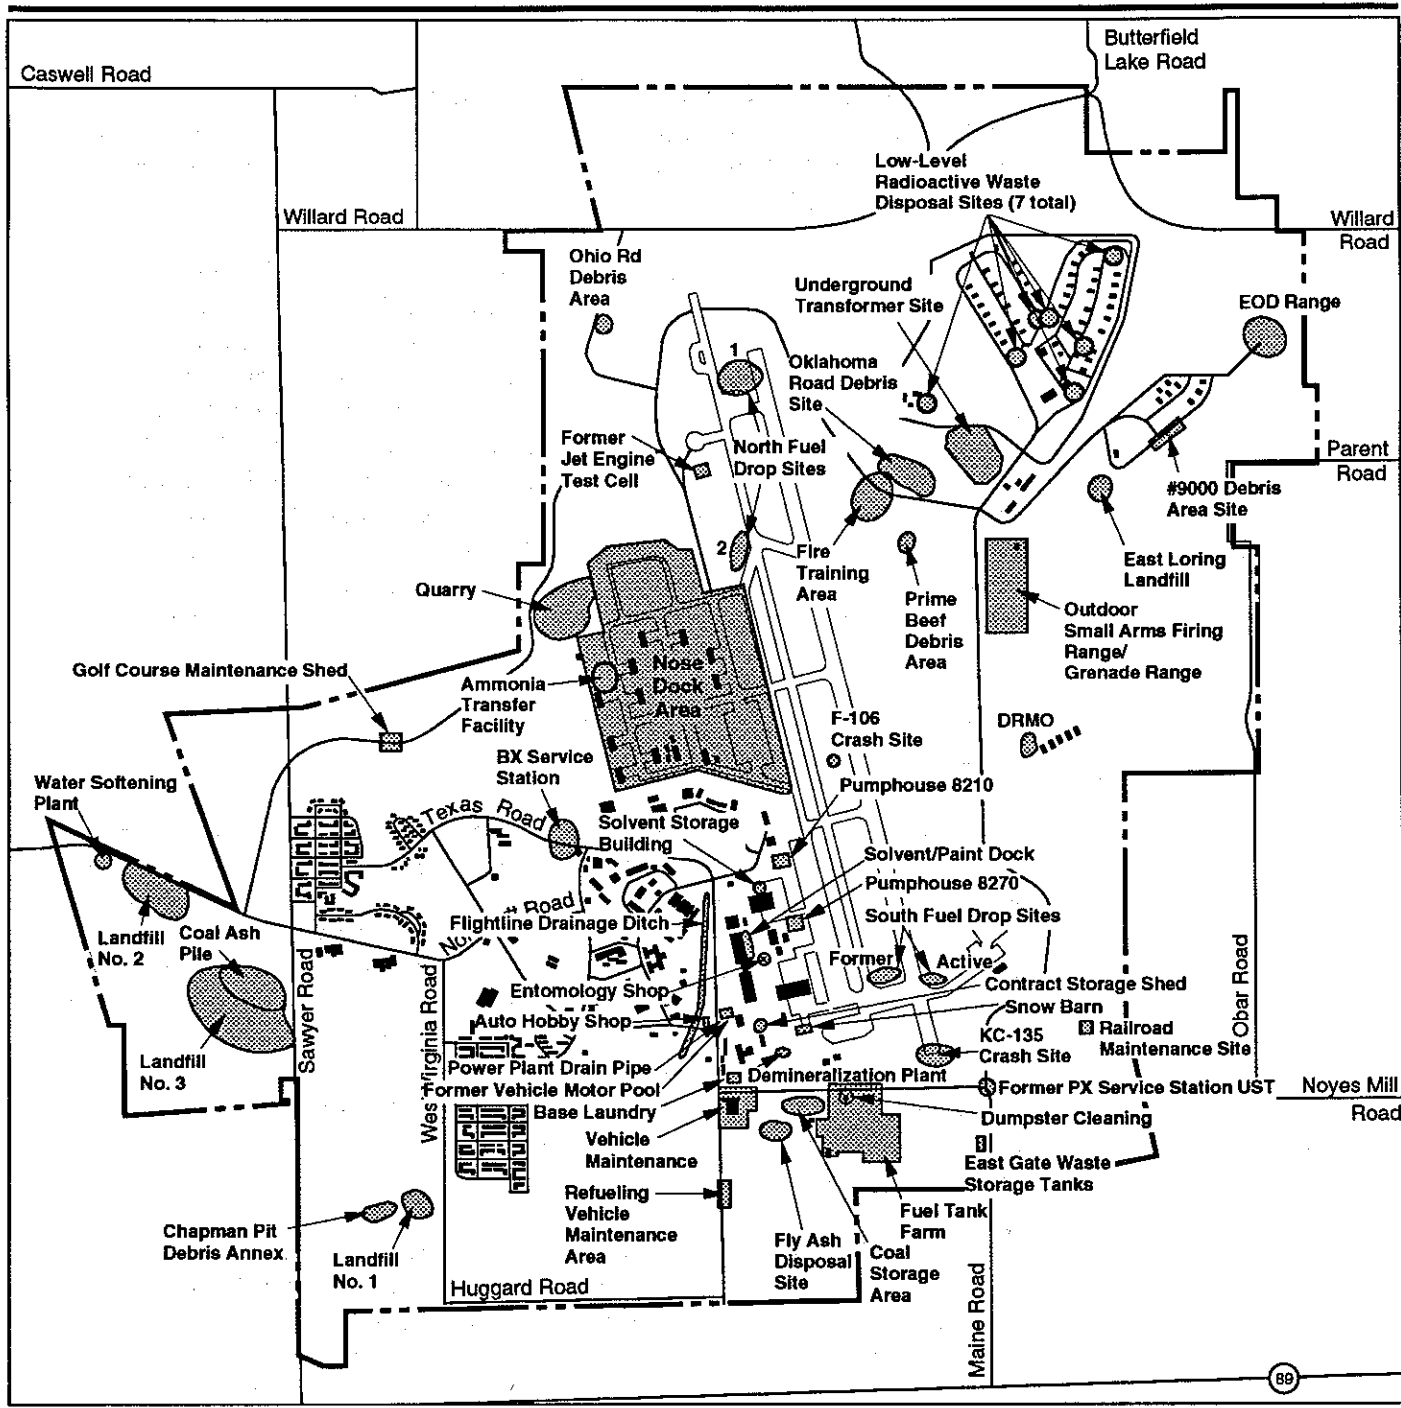 Butterfield
Lake Road
Caswell Road
Low-Level
Radioactive Waste
Disposal Sites (7 total)
Willard Road
Willard
Road
Ohio Rd
Debris
Area
Underground
Transformer Site
EOD Range
1
Oklahoma
Road Debris
Site
Former
Jet Engine
Test Cell
North Fuel
Drop Sites
Parent
Road
#9000 Debris
Area Site
2
Fire
Training
Area
East Loring
Landfill
Quarry
Prime
Beef
Debris
Area
Outdoor
Small Arms Firing
Range/
Grenade Range
Golf Course Maintenance Shed
Nose
Dock
Area
Ammonia
Transfer
Facility
F-106
Crash Site
DRMO
BX Service
Station
Water Softening
Plant
Pumphouse 8210
Texas Road
Solvent Storage
Building
Solvent/Paint Dock
Pumphouse 8270
Road
Flightline Drainage Ditch
South Fuel Drop Sites
Landfill
No. 2
Coal Ash
Pile
Former
Active
Entomology Shop
Contract Storage Shed
Snow Barn
Auto Hobby Shop
Sawyer Road
West Virginia Road
Obar Road
KC-135
Crash Site
Railroad
Maintenance Site
Landfill
No. 3
Power Plant Drain Pipe
Demineralization Plant
Former Vehicle Motor Pool
Former PX Service Station UST
Noyes Mill
Road
Base Laundry
Dumpster Cleaning
Vehicle
Maintenance
East Gate Waste
Storage Tanks
Refueling
Vehicle
Maintenance
Area
Fuel Tank
Farm
Chapman Pit
Debris Annex
Landfill
No. 1
Fly Ash
Disposal
Site
Coal
Storage
Area
Huggard Road
Maine Road
89